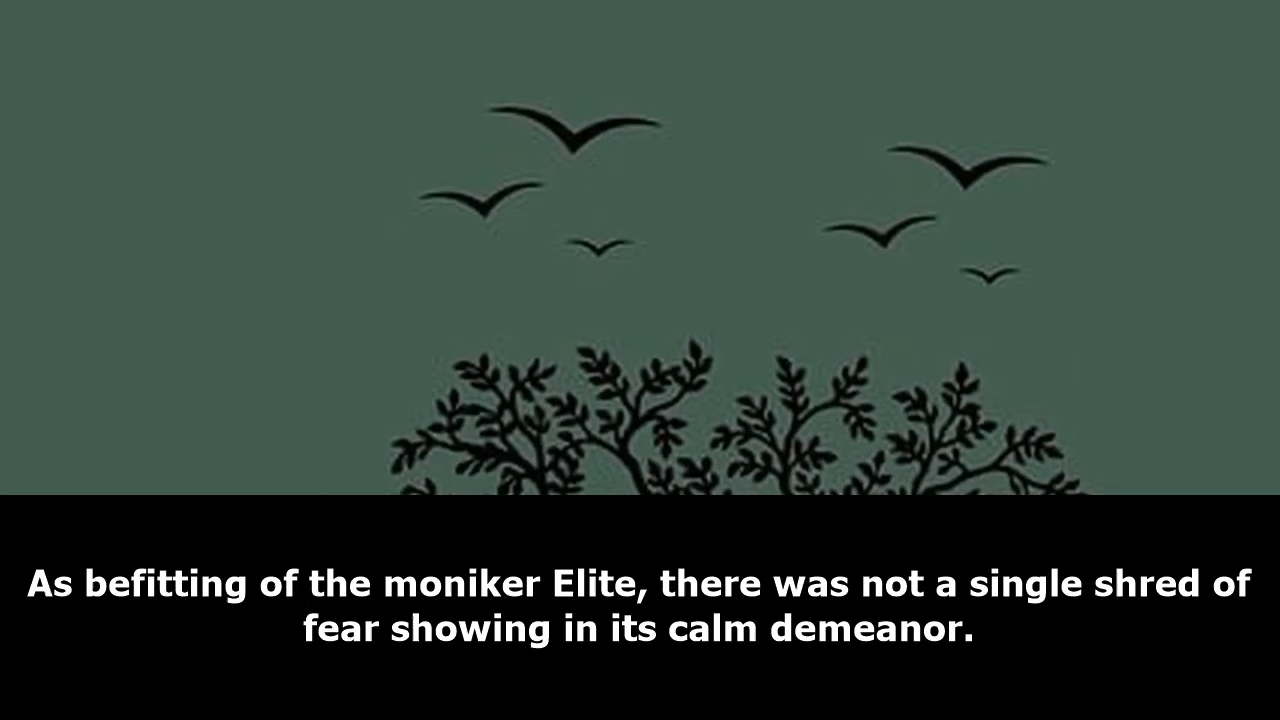 As befitting of the moniker Elite, there was not a single shred of
fear showing in its calm demeanor.